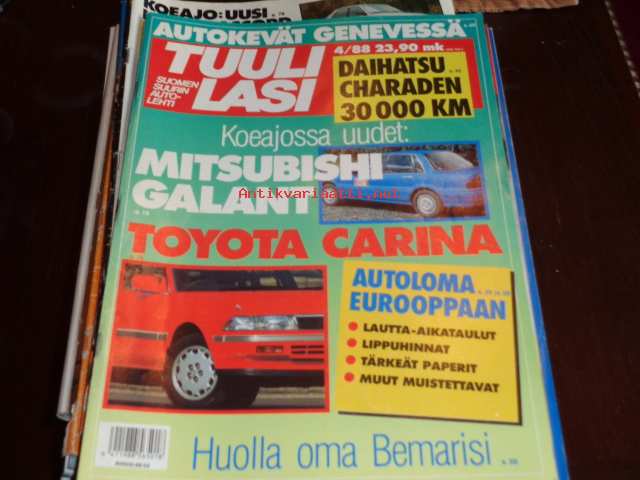 KOEAJO: UUSI
AUTOKEVÄT GENEVESSÄ
TUULI
LASI
SUOMEN
SUURIN
AUTO-
LEHTI
4/88 23,90 mk
DAIHATSU
CHARADEN
30 000 KM
Koeajossa uudet:
MITSUBISHI
GALANT
Antikvariaatit.net
TOYOTA CARINA
AUTOLOMA
EUROOPPAAN
LAUTTA-AIKATAULUT
LIPPUHINNAT
TÄRKEÄT PAPERIT
MUUT MUISTETTAVAT
Huolla oma Bemarisi